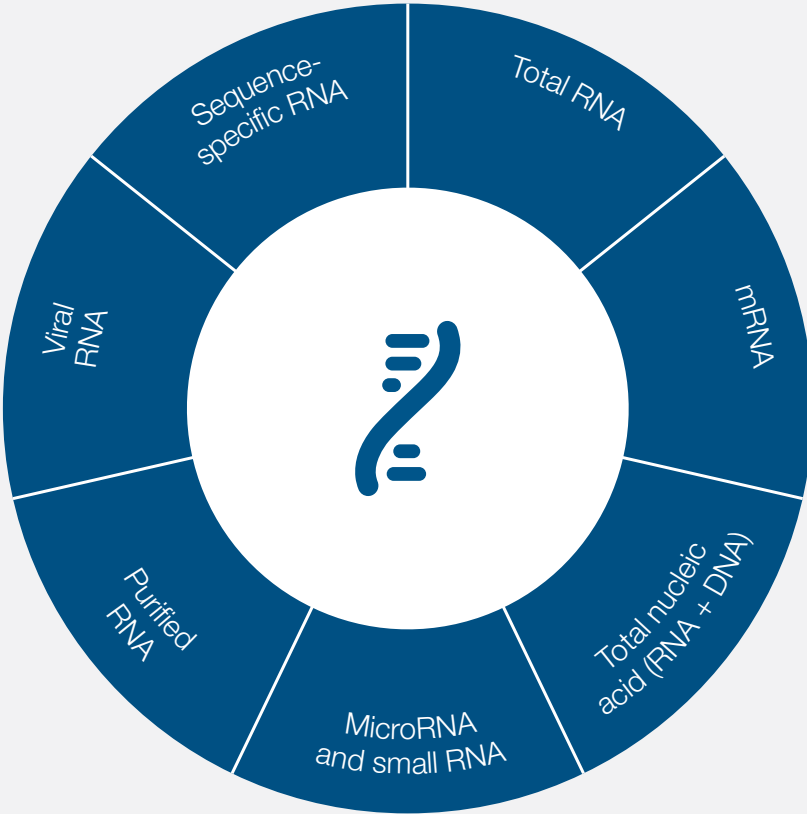 Total RNA
mRNA
Total nucleic
acid (RNA + DNA)
MicroRNA
and small RNA
Purified
RNA
Viral
RNA
Sequence-
specific RNA